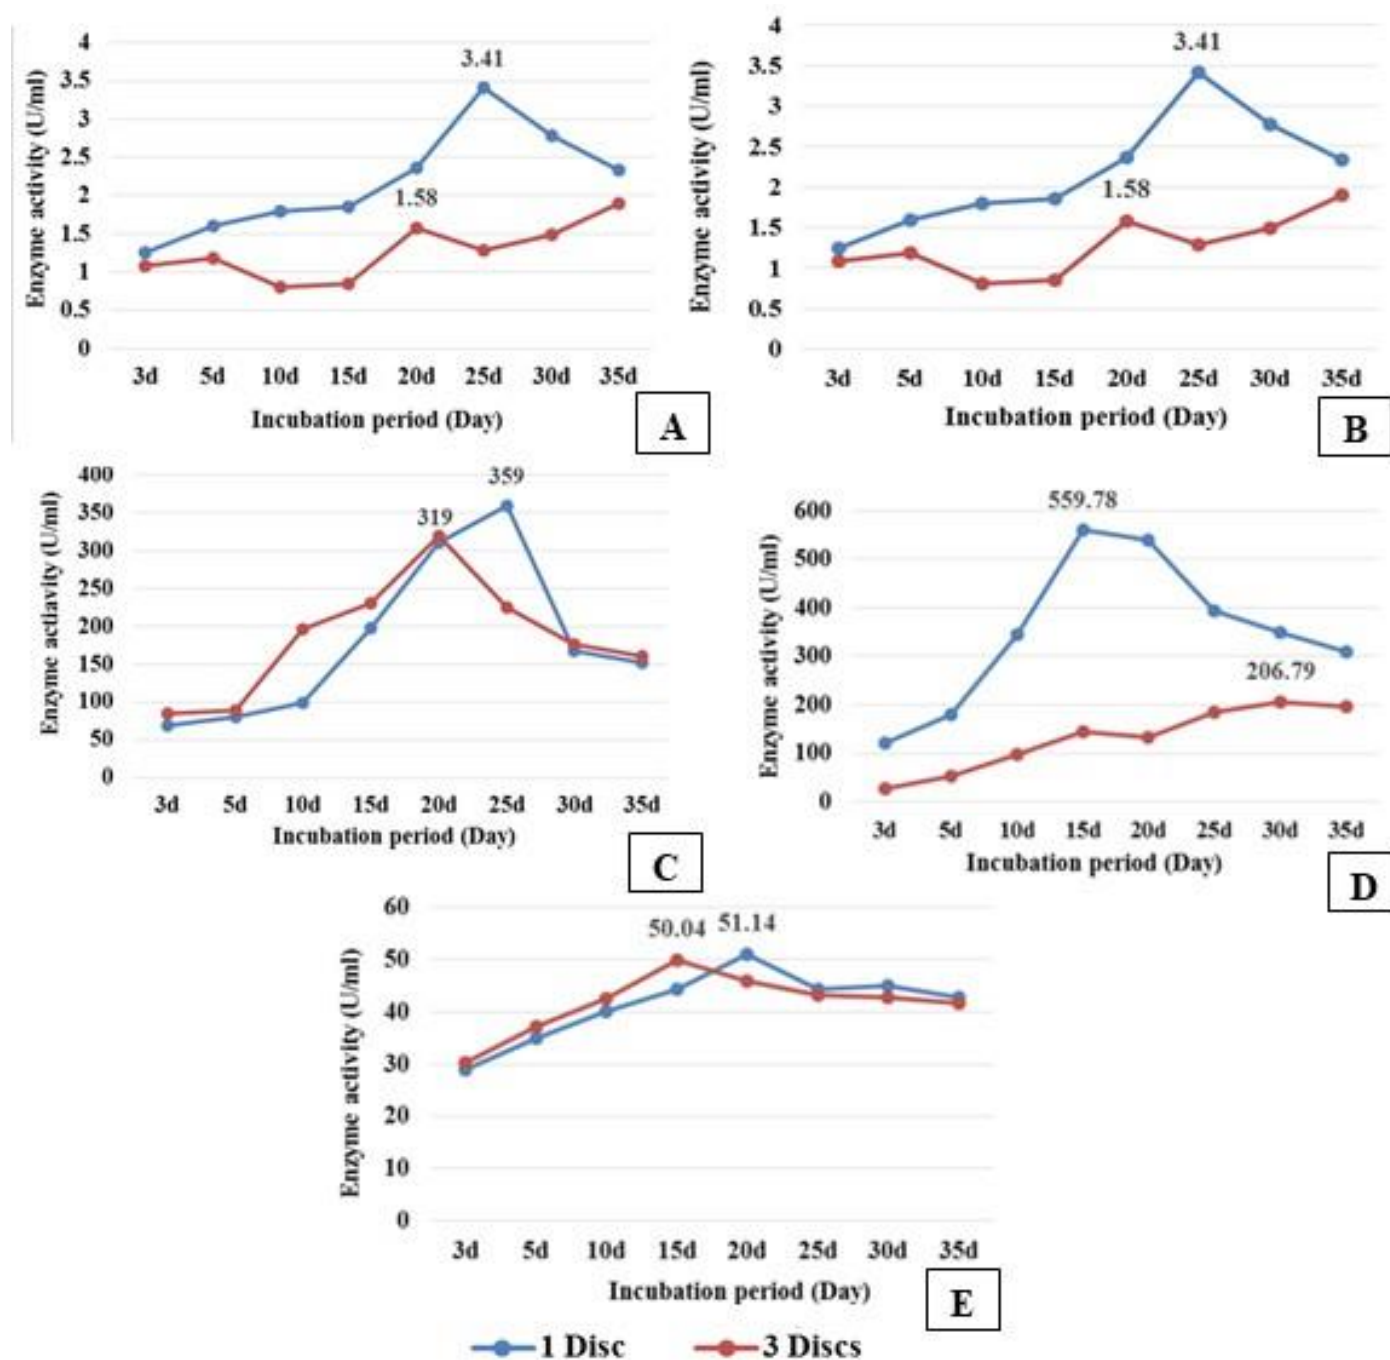 4
3.5
3
2.5
2
1.5
1
0.5
0
Enzyme activity (U/ml)
3.41
1.58
3d 5d 10d 15d 20d 25d 30d 35d
Incubation period (Day)
A
4
3.5
3
2.5
2
1.5
1
0.5
0
Enzyme activity (U/ml)
3.41
1.58
3d 5d 10d 15d 20d 25d 30d 35d
Incubation period (Day)
B
400
350
300
250
200
150
100
50
0
Enzyme actiavity (U/ml)
359
319
3d 5d 10d 15d 20d 25d 30d 35d
Incubation period (Day)
C
600
500
400
300
200
100
0
Enzyme activity (U/ml)
559.78
206.79
3d 5d 10d 15d 20d 25d 30d 35d
Incubation period (Day)
D
60
50
40
30
20
10
0
Enzyme activity (U/ml)
50.04 51.14
3d 5d 10d 15d 20d 25d 30d 35d
Incubation period (Day)
E
1 Disc 3 Discs